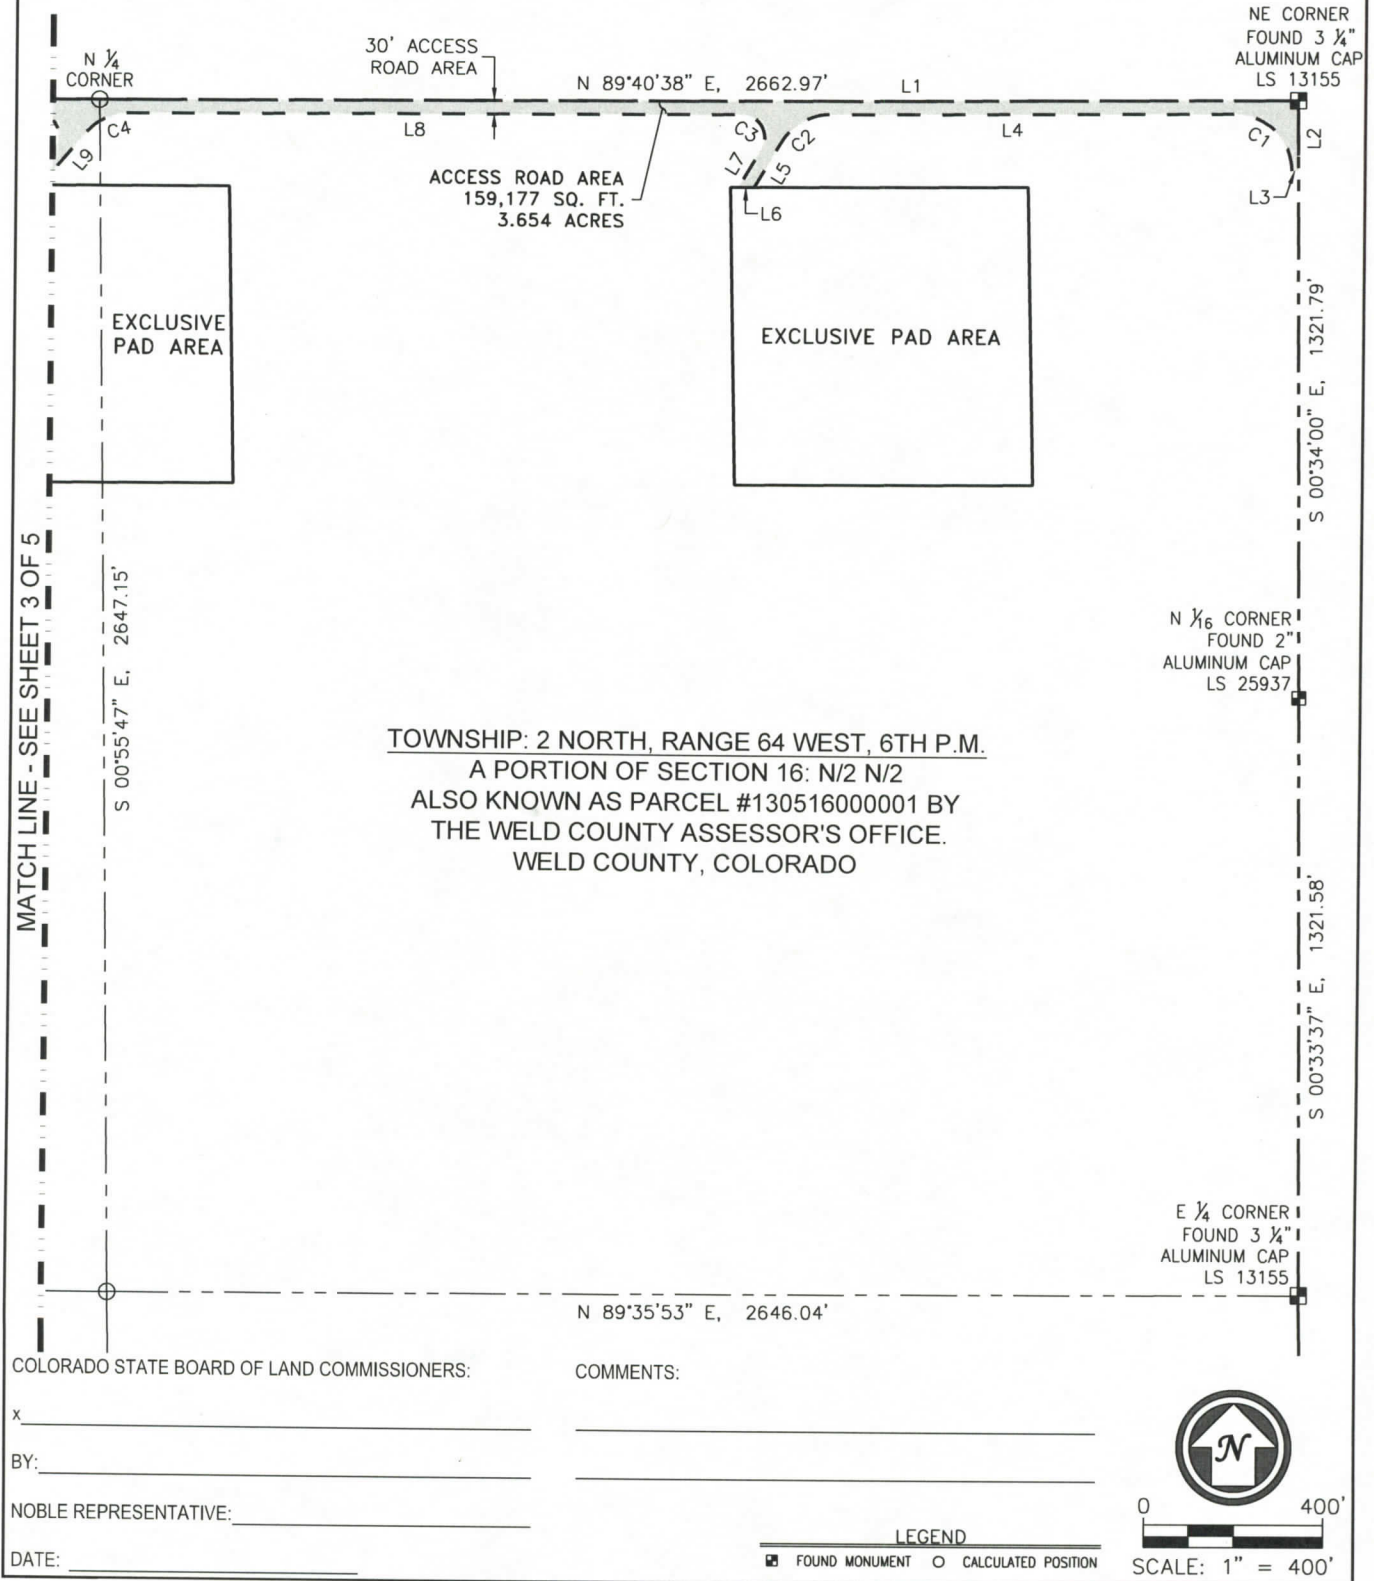 NE CORNER
FOUND 3 ¼"
ALUMINUM CAP
LS 13155
N ¼
CORNER
30' ACCESS
ROAD AREA
N 89°40'38" E, 2662.97'
L1
C4
L9
L8
C3
C2
L7
L5
L6
L4
C1
L2
L3
ACCESS ROAD AREA
159,177 SQ. FT.
3.654 ACRES
EXCLUSIVE
PAD AREA
EXCLUSIVE PAD AREA
S 00°34'00" E, 1321.79'
MATCH LINE - SEE SHEET 3 OF 5
S 00°55'47" E, 2647.15'
N 1/16 CORNER
FOUND 2"
ALUMINUM CAP
LS 25937
TOWNSHIP: 2 NORTH, RANGE 64 WEST, 6TH P.M.
A PORTION OF SECTION 16: N/2 N/2
ALSO KNOWN AS PARCEL #130516000001 BY
THE WELD COUNTY ASSESSOR'S OFFICE.
WELD COUNTY, COLORADO
S 00°33'37" E, 1321.58'
E ¼ CORNER
FOUND 3 ¼"
ALUMINUM CAP
LS 13155
N 89°35'53" E, 2646.04'
COLORADO STATE BOARD OF LAND COMMISSIONERS:
COMMENTS:
x
BY:
NOBLE REPRESENTATIVE:
DATE:
LEGEND
FOUND MONUMENT
CALCULATED POSITION
N
0 400'
SCALE: 1" = 400'